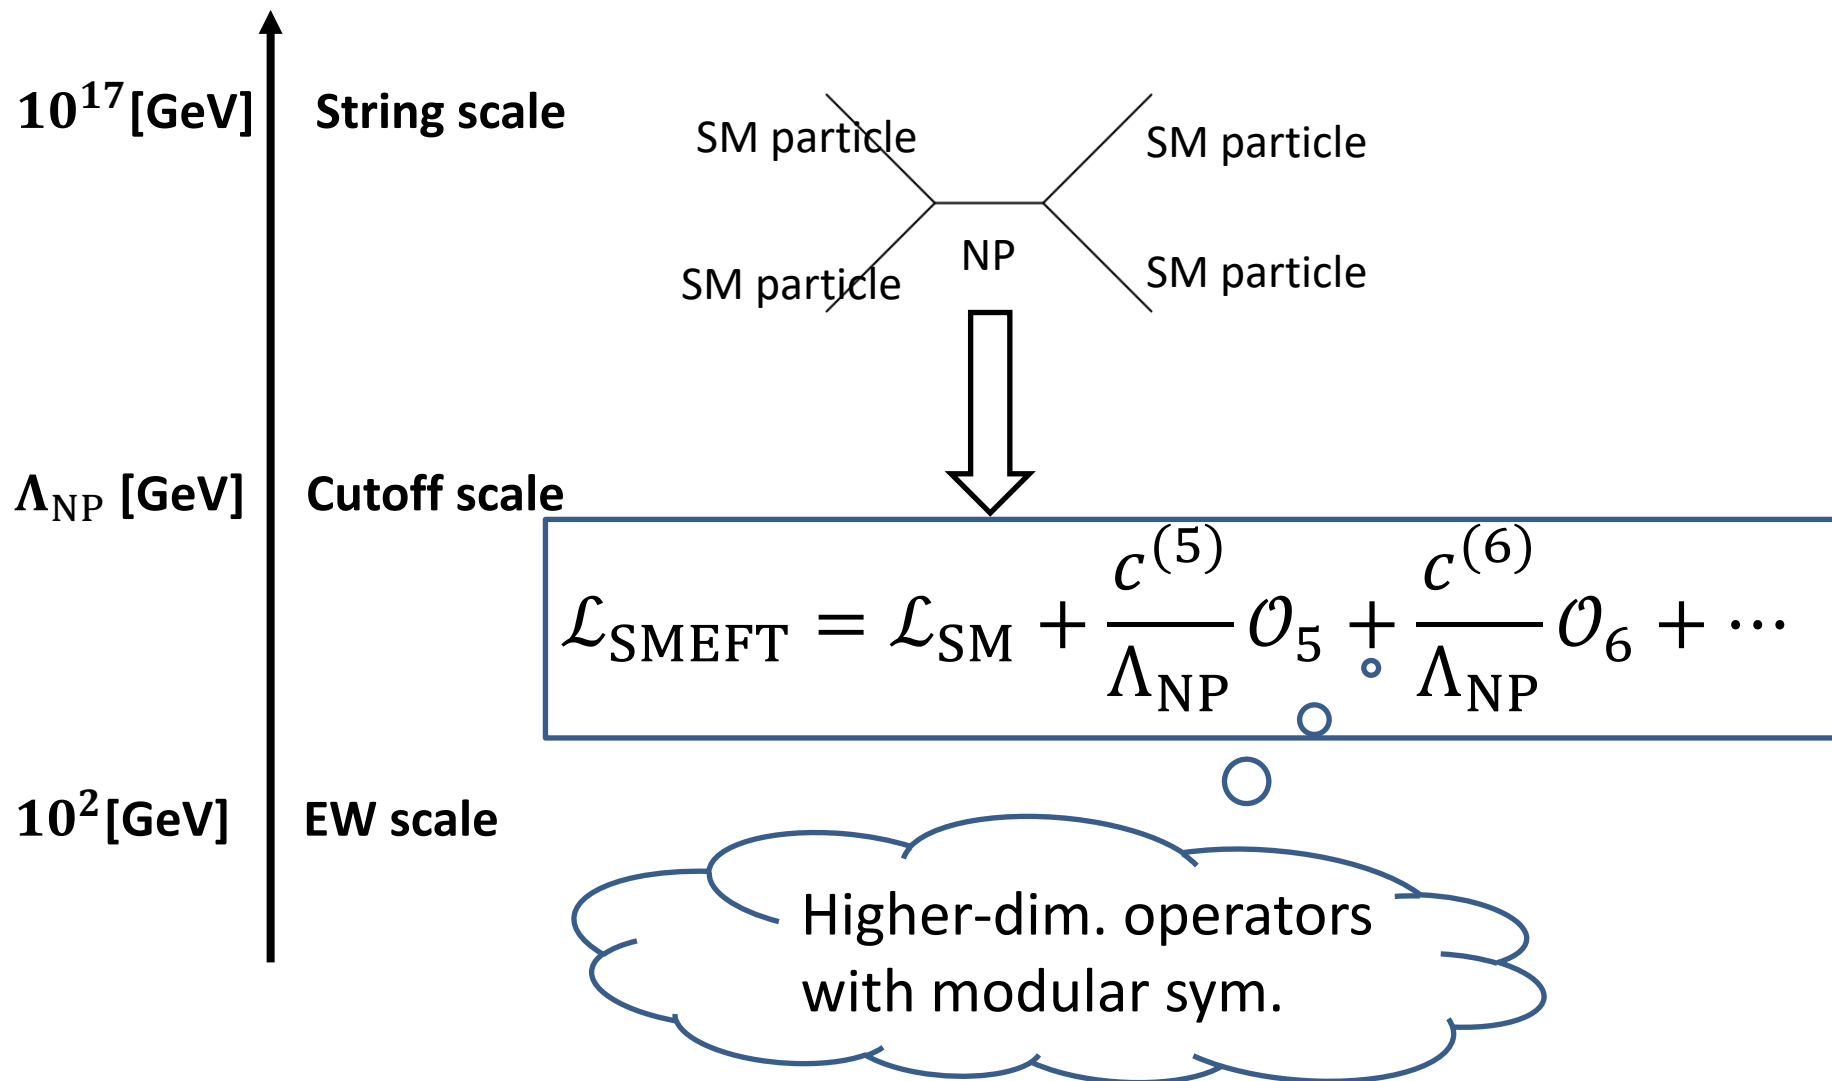 10^17 [GeV] String scale
SM particle
SM particle
SM particle
SM particle
NP
Λ_NP [GeV] Cutoff scale
ℒ_SMEFT = ℒ_SM + c^(5)/Λ_NP 𝒪_5 + c^(6)/Λ_NP 𝒪_6 + ⋯
10^2 [GeV] EW scale
Higher-dim. operators
with modular sym.